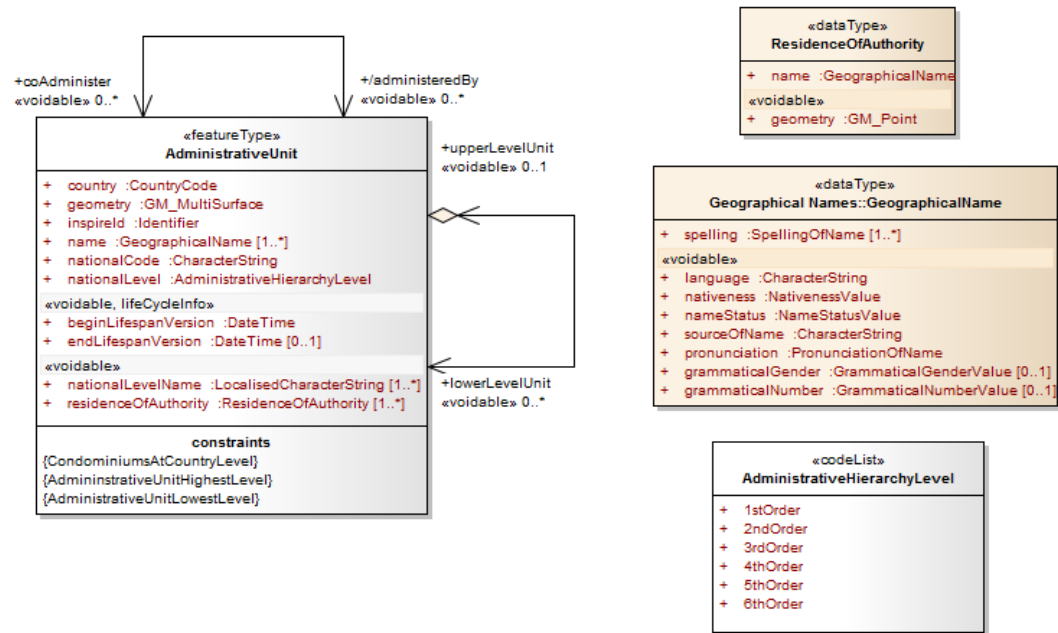 +coAdminister
«voidable» 0..*
+/administeredBy
«voidable» 0..*
«featureType»
AdministrativeUnit
+ country :CountryCode
+ geometry :GM_MultiSurface
+ inspireId :Identifier
+ name :GeographicalName [1..*]
+ nationalCode :CharacterString
+ nationalLevel :AdministrativeHierarchyLevel
«voidable, lifeCycleInfo»
+ beginLifespanVersion :DateTime
+ endLifespanVersion :DateTime [0..1]
«voidable»
+ nationalLevelName :LocalisedCharacterString [1..*]
+ residenceOfAuthority :ResidenceOfAuthority [1..*]
constraints
{CondominiumsAtCountryLevel}
{AdmininstrativeUnitHighestLevel}
{AdministrativeUnitLowestLevel}
+upperLevelUnit
«voidable» 0..1
+lowerLevelUnit
«voidable» 0..*
«dataType»
ResidenceOfAuthority
+ name :GeographicalName
«voidable»
+ geometry :GM_Point
«dataType»
Geographical Names::GeographicalName
+ spelling :SpellingOfName [1..*]
«voidable»
+ language :CharacterString
+ nativeness :NativenessValue
+ nameStatus :NameStatusValue
+ sourceOfName :CharacterString
+ pronunciation :PronunciationOfName
+ grammaticalGender :GrammaticalGenderValue [0..1]
+ grammaticalNumber :GrammaticalNumberValue [0..1]
«codeList»
AdministrativeHierarchyLevel
+ 1stOrder
+ 2ndOrder
+ 3rdOrder
+ 4thOrder
+ 5thOrder
+ 6thOrder